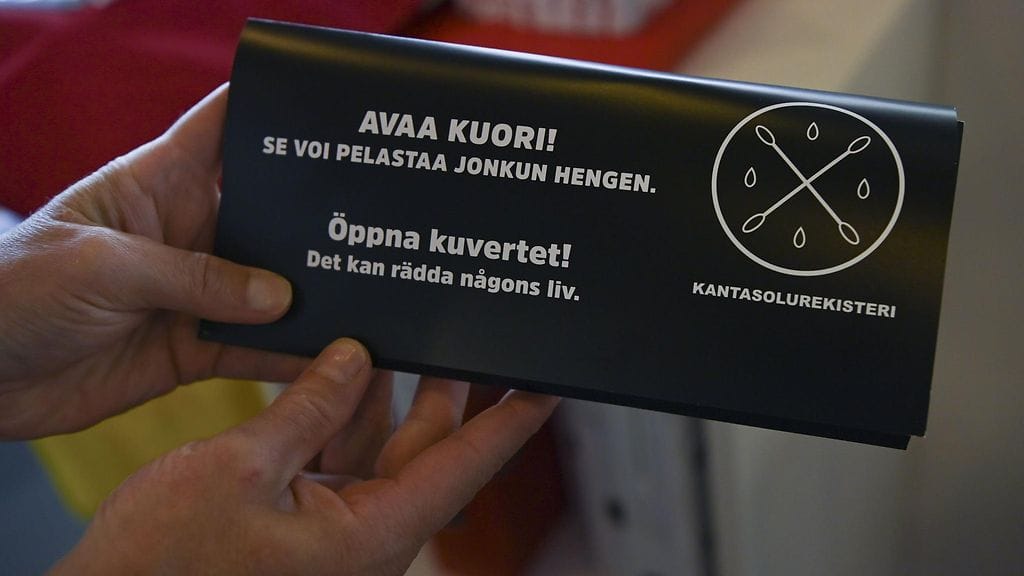 AVAA KUORI!
SE VOI PELASTAA JONKUN HENGEN.
Öppna kuvertet!
Det kan rädda någons liv.
KANTASOLUREKISTERI